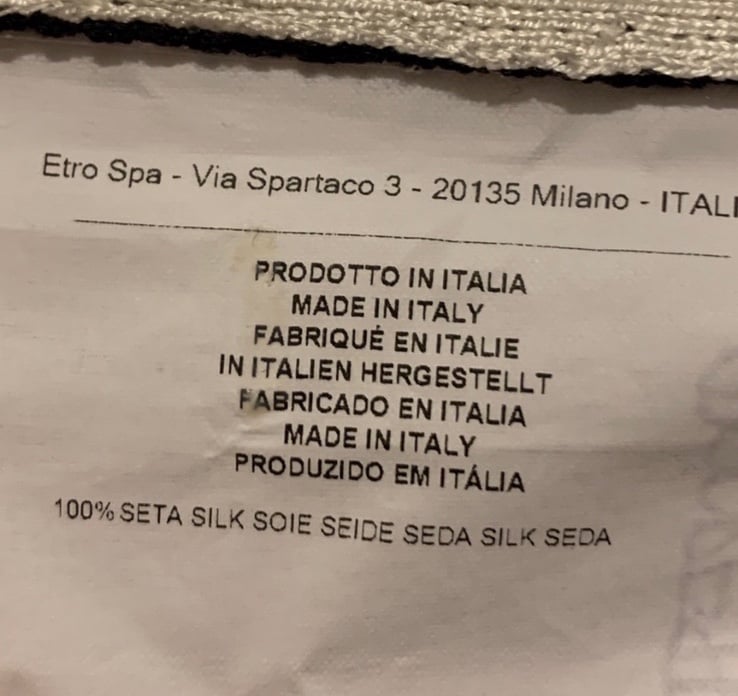 Etro Spa - Via Spartaco 3 - 20135 Milano - ITALI
PRODOTTO IN ITALIA
MADE IN ITALY
FABRIQUÉ EN ITALIE
IN ITALIEN HERGESTELLT
FABRICADO EN ITALIA
MADE IN ITALY
PRODUZIDO EM ITÁLIA
100% SETA SILK SOIE SEIDE SEDA SILK SEDA